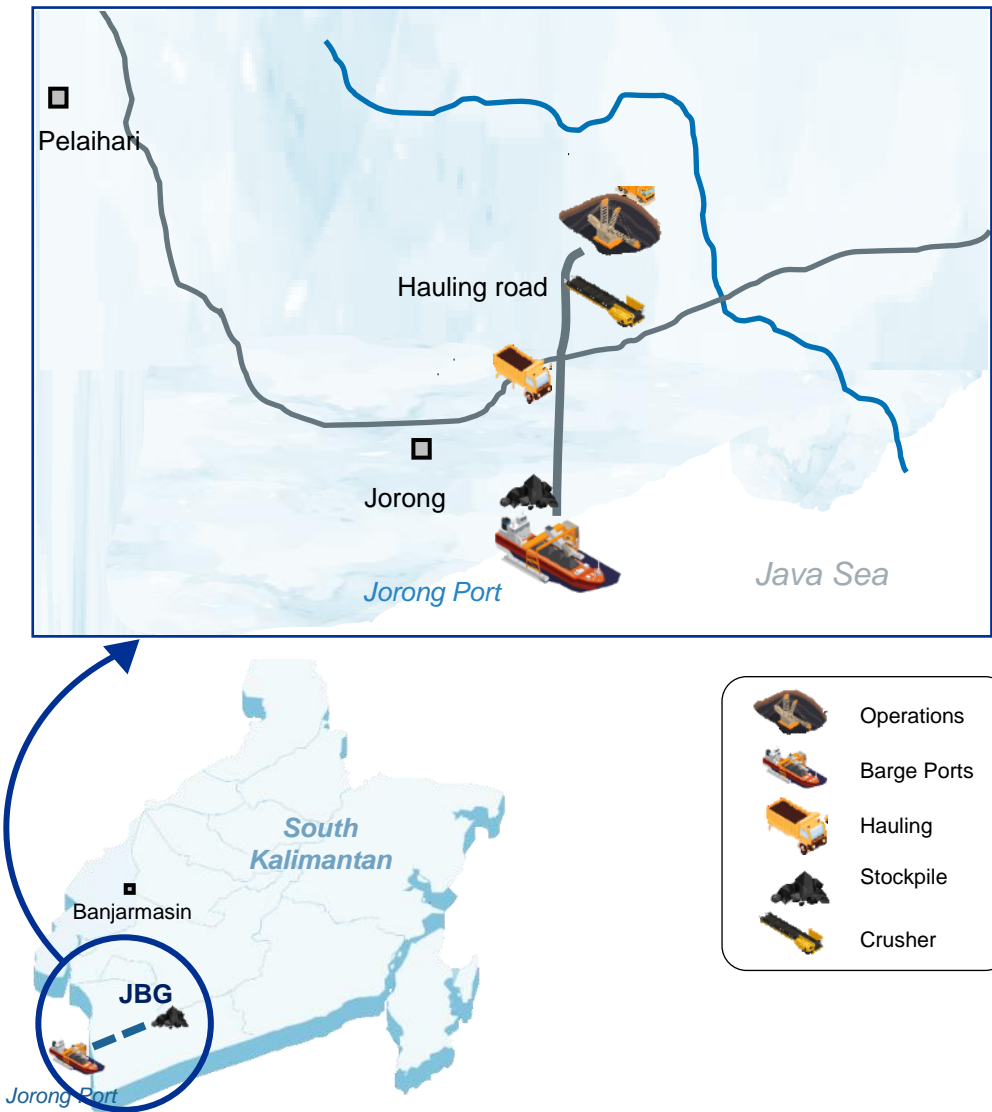 Pelaihari
Hauling road
Jorong
Jorong Port
Java Sea
South
Kalimantan
Banjarmasin
JBG
Jorong Port
Operations
Barge Ports
Hauling
Stockpile
Crusher